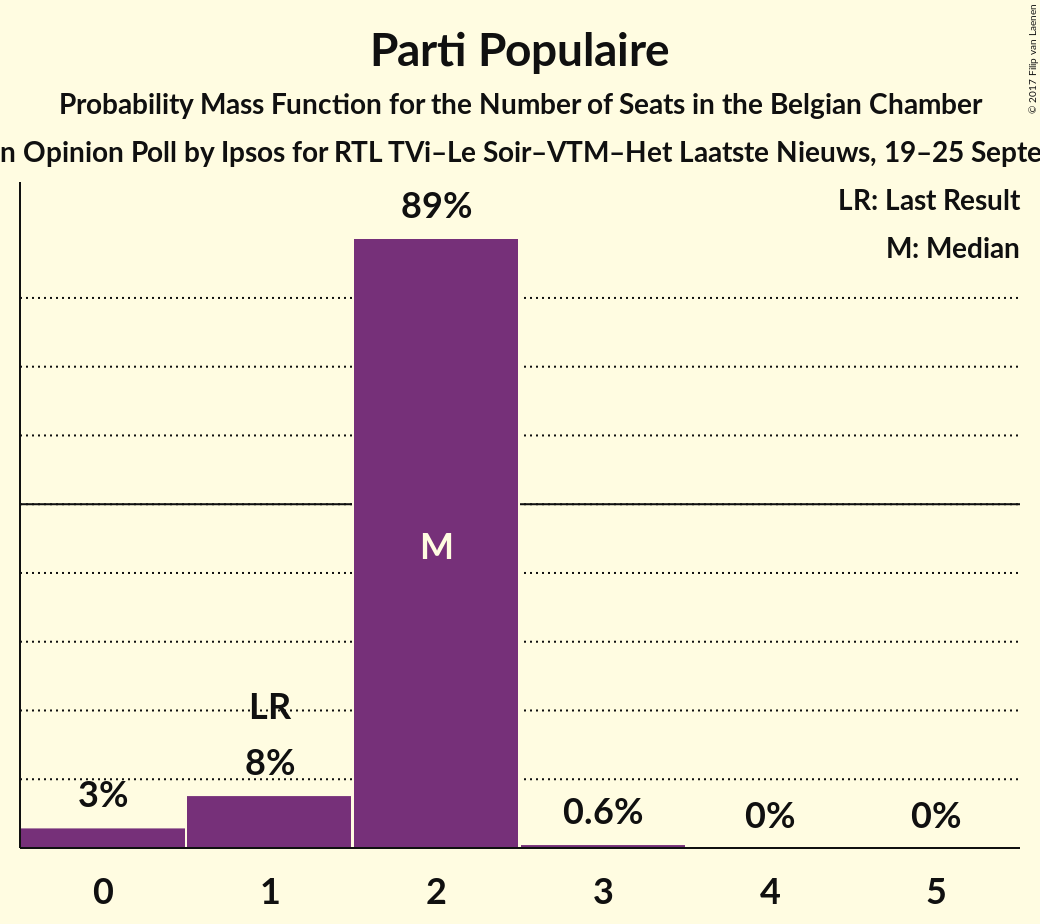 Parti Populaire
Probability Mass Function for the Number of Seats in the Belgian Chamber
n Opinion Poll by Ipsos for RTL TVi–Le Soir–VTM–Het Laatste Nieuws, 19–25 Septe
© 2017 Filip van Laenen
LR: Last Result
M: Median
89%
M
LR
8%
3%
0.6%
0%
0%
0 1 2 3 4 5